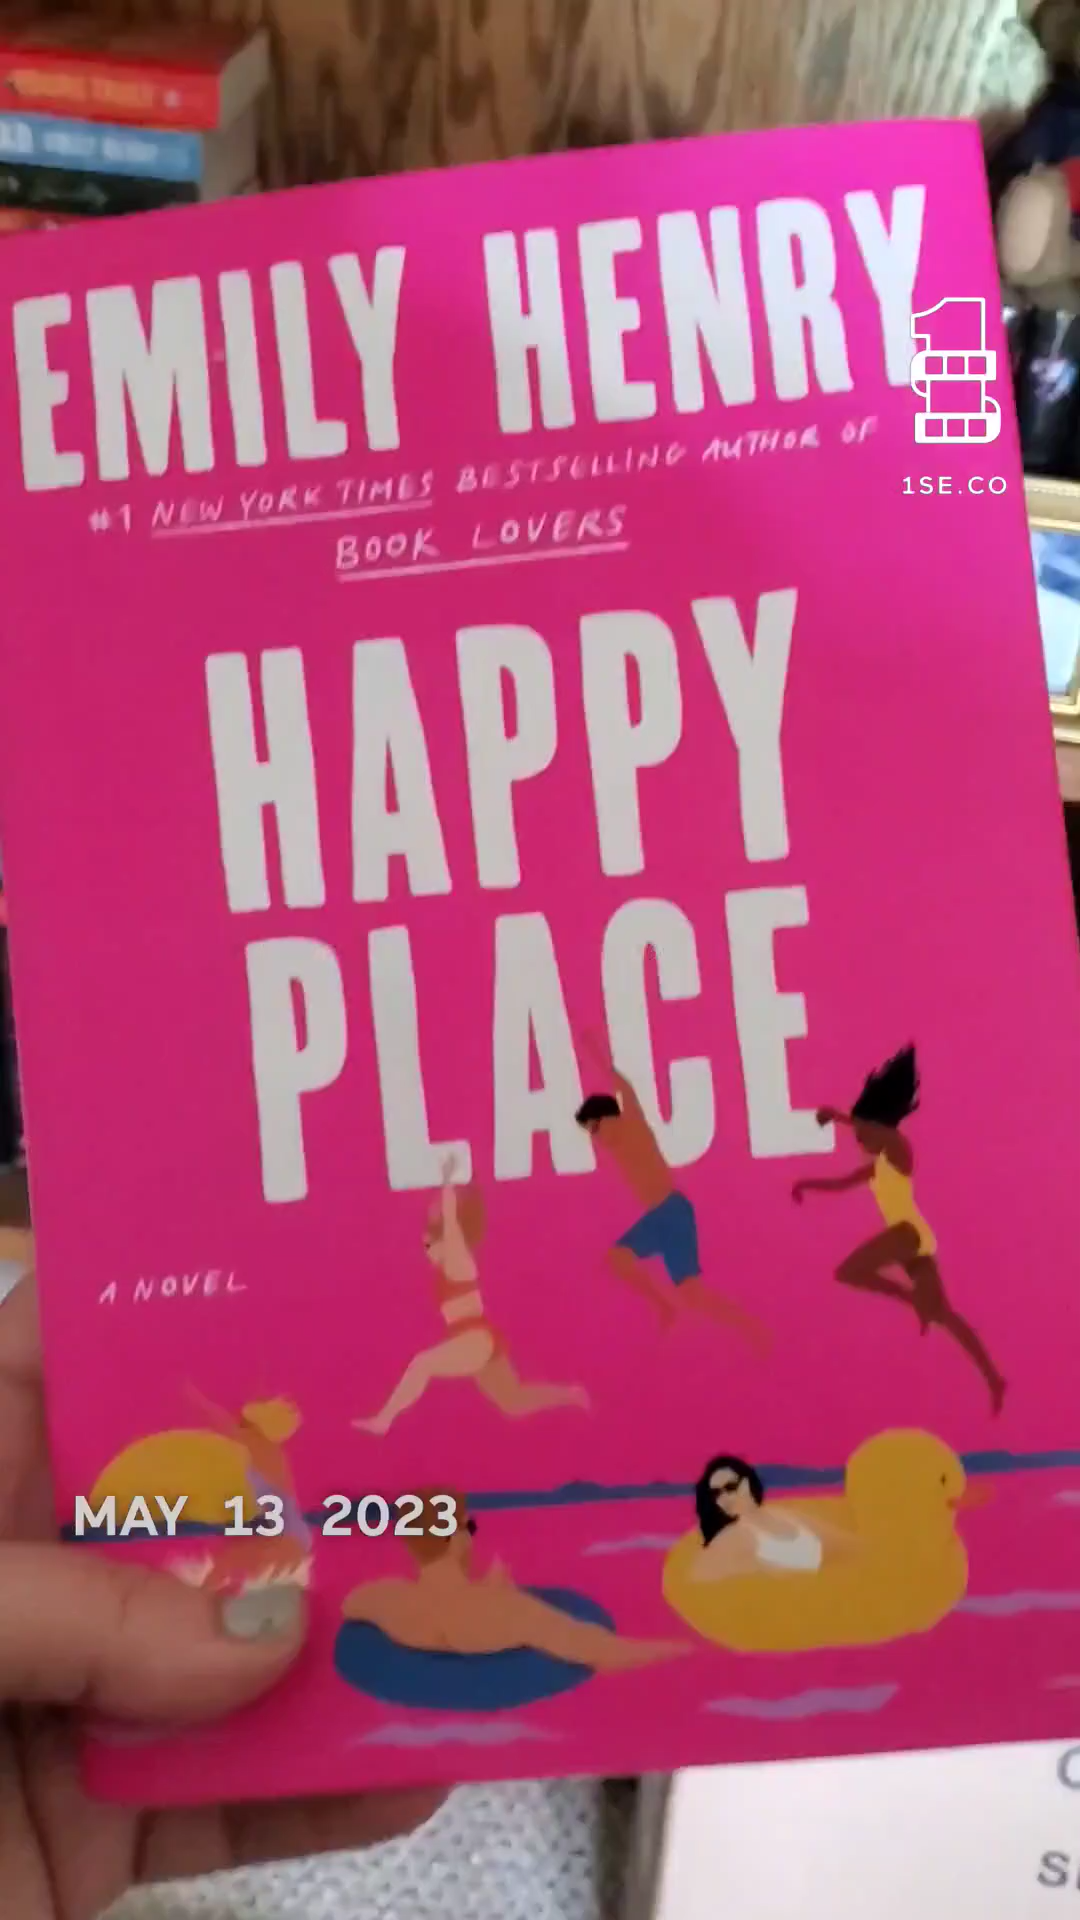 EMILY HENRY
#1 NEW YORK TIMES BESTSELLING AUTHOR OF
BOOK LOVERS
1SE.CO
HAPPY
PLACE
A NOVEL
MAY 13 2023